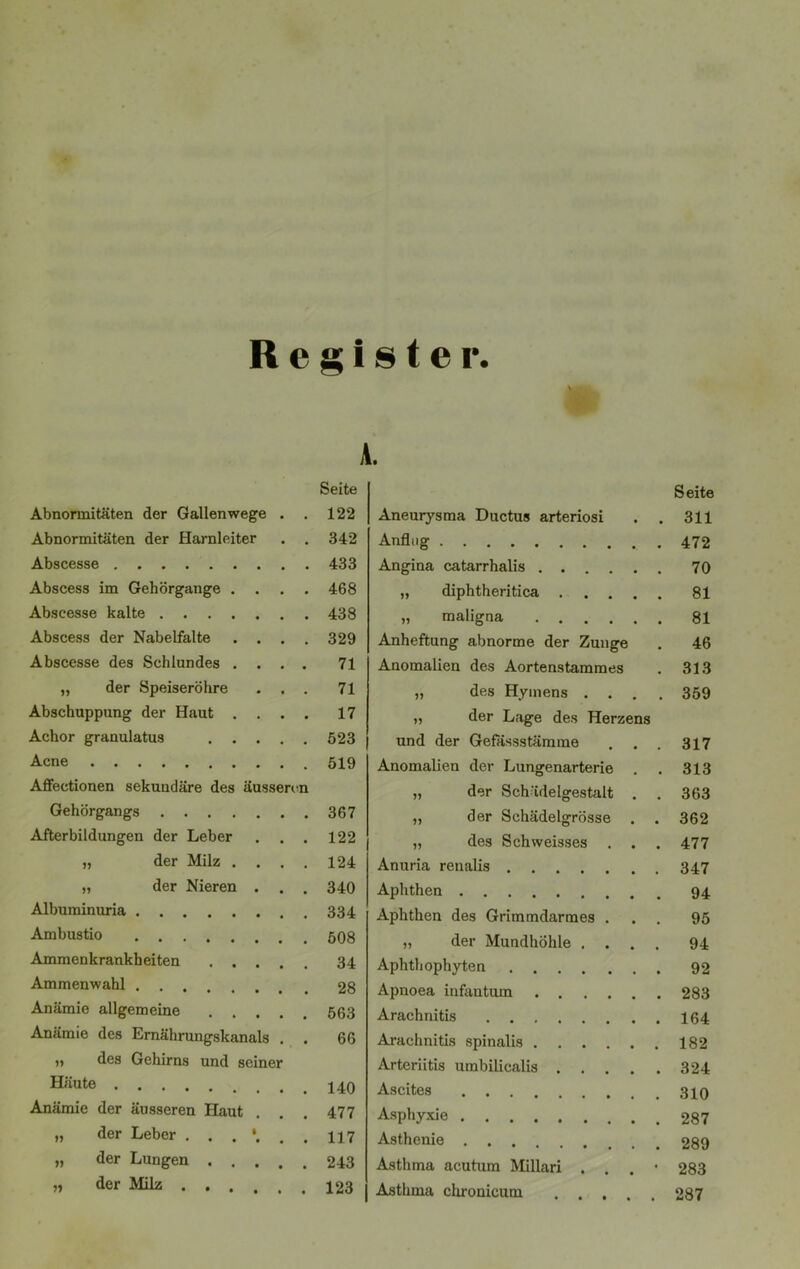 Register.
A.
Seite
Abnormitäten der Gallenwege . . 122
Abnormitäten der Harnleiter . . 342
Abscesse . . . . . . . . . 433
Abscess im Gehörgange . . . . 468
Abscesse kalte . . . . . . . 438
Abscess der Nabelfalte . . . . 329
Abscesse des Schlundes . . . . 71
„ der Speiseröhre . . . 71
Abschuppung der Haut . . . . 17
Achor granulatus . . . . . 523
Acne . . . . . . . . . . 519
Affectionen sekundäre des äusseren
Gehörgangs . . . . . . . 367
Afterbildungen der Leber . . . 122
„ der Milz . . . . 124
„ der Nieren . . . 340
Albuminuria . . . . . . . . 334
Ambustio . . . . . . . . 508
Ammenkrankheiten . . . . . 34
Ammenwahl . . . . . . . . 28
Anämie allgemeine . . . . . 563
Anämie des Ernährungskanals . . 66
„ des Gehirns und seiner
Häute . . . . . . . . . 140
Anämie der äusseren Haut . . . 477
„ der Leber . . . . . . 117
„ der Lungen . . . . . 243
„ der Milz . . . . . . 123
Seite
Aneurysma Ductus arteriosi . . 311
Anflug . . . . . . . . . . 472
Angina catarrhalis . . . . . . 70
„ diphtheritica . . . . . 81
„ maligna . . . . . . 81
Anheftung abnorme der Zunge . 46
Anomalien des Aortenstammes . 313
„ des Hymens . . . . 359
„ der Lage des Herzens
und der Gefässstämme . . . 317
Anomalien der Lungenarterie . . 313
„ der Schädelgestalt . . 363
„ der Schädelgrösse . . 362
„ des Schweisses . . . 477
Anuria renalis . . . . . . . 347
Aphthen . . . . . . . . . 94
Aphthen des Grimmdarmes . . . 95
„ der Mundhöhle . . . . 94
Aphthophyten . . . . . . . 92
Apnoea infantum . . . . . . 283
Arachnitis . . . . . . . . 164
Arachnitis spinalis . . . . . . 182
Arteriitis umbilicalis . . . . . 324
Ascites . . . . . . . . . 310
Asphyxie . . . . . . . . . 287
Asthenie . . . . . . . . . 289
Asthma acutum Millari . . . . 283
Asthma chronicum . . . . . 287